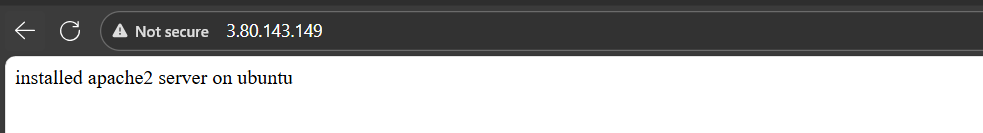 Not secure 3.80.143.149
installed apache2 server on ubuntu